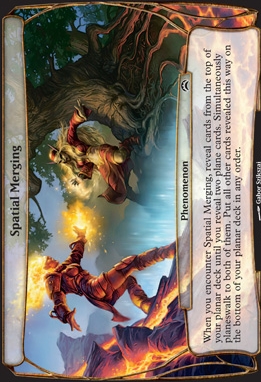 Spatial Merging
Phenomenon
When you encounter Spatial Merging, reveal cards from the top of
your planar deck until you reveal two plane cards. Simultaneously
planeswalk to both of them. Put all other cards revealed this way on
the bottom of your planar deck in any order.
Gabor Szikszai